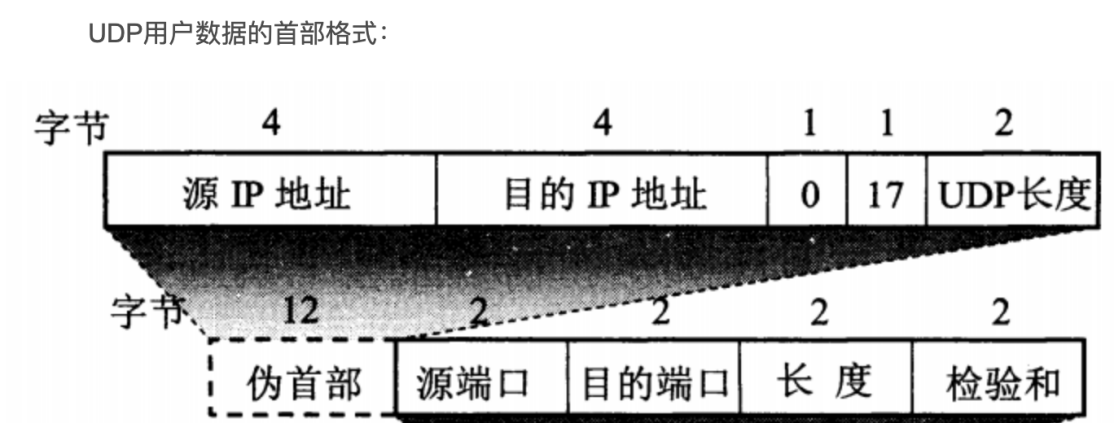 UDP用户数据的首部格式：
字节 4 4 1 1 2
源 IP 地址 目的 IP 地址 0 17 UDP长度
字节 12 2 2 2 2
伪首部 源端口 目的端口 长 度 检验和